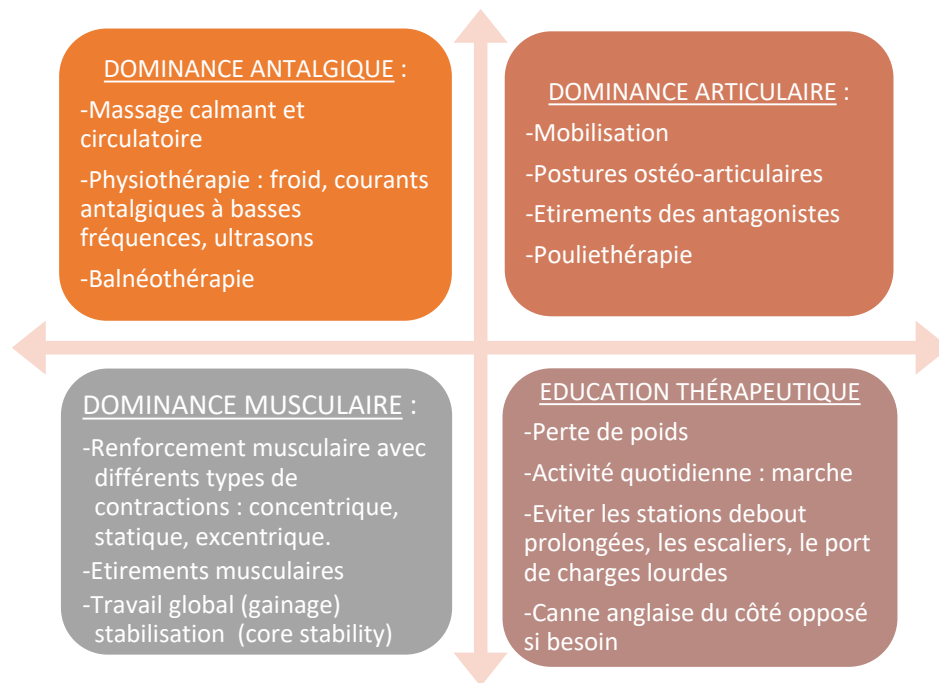 DOMINANCE ANTALGIQUE :
-Massage calmant et
circulatoire
-Physiothérapie : froid, courants
antalgiques à basses
fréquences, ultrasons
-Balnéothérapie
DOMINANCE ARTICULAIRE :
-Mobilisation
-Postures ostéo-articulaires
-Etirements des antagonistes
-Pouliethérapie
DOMINANCE MUSCULAIRE :
-Renforcement musculaire avec
différents types de
contractions : concentrique,
statique, excentrique.
-Etirements musculaires
-Travail global (gainage)
stabilisation (core stability)
EDUCATION THÉRAPEUTIQUE
-Perte de poids
-Activité quotidienne : marche
-Eviter les stations debout
prolongées, les escaliers, le port
de charges lourdes
-Canne anglaise du côté opposé
si besoin